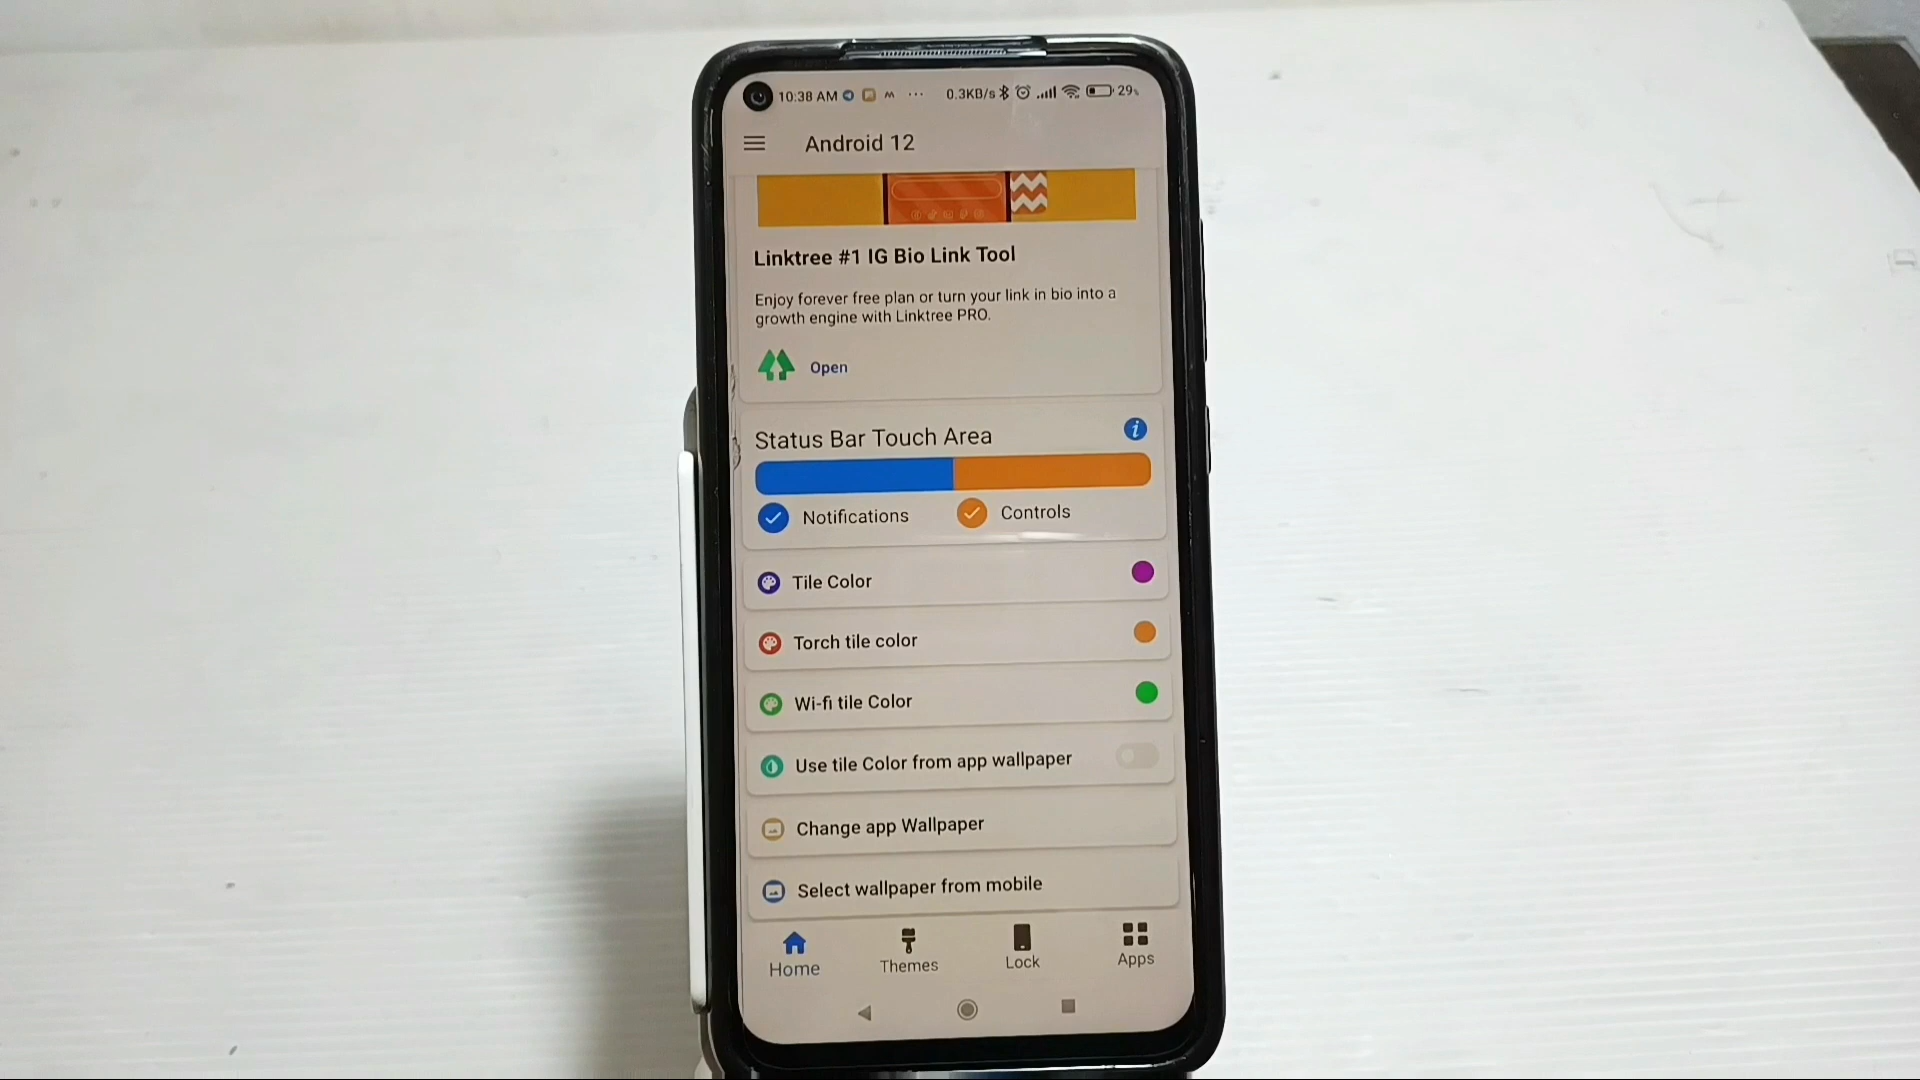 10:38 AM ··· 0.3KB/s 29%
Android 12
Linktree #1 IG Bio Link Tool
Enjoy forever free plan or turn your link in bio into a
growth engine with Linktree PRO.
Open
Status Bar Touch Area
Notifications Controls
Tile Color
Torch tile color
Wi-fi tile Color
Use tile Color from app wallpaper
Change app Wallpaper
Select wallpaper from mobile
Home Themes Lock Apps